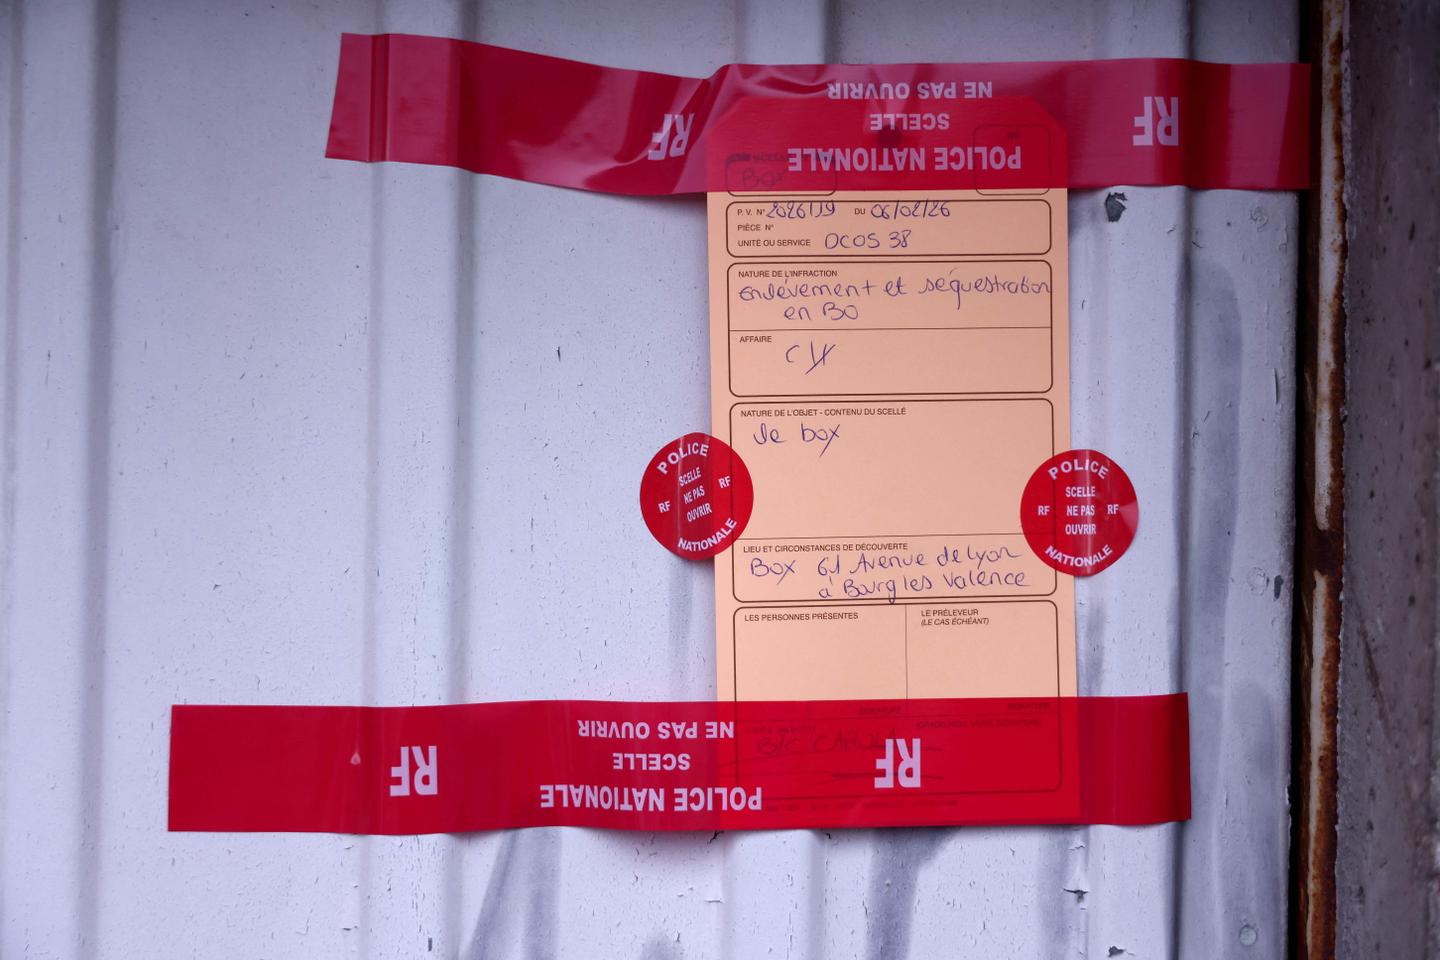 NE PAS OUVRIR
SCELLE
POLICE NATIONALE
RF
RF
Box
P.V. N° 2026/19 DU 06/02/26
PIÈCE N°
UNITÉ OU SERVICE DCOS 38
NATURE DE L'INFRACTION
Enlèvement et séquestration
en BO
AFFAIRE
c/X
NATURE DE L'OBJET - CONTENU DU SCELLÉ
le box
POLICE
SCELLE
NE PAS
OUVRIR
RF
RF
NATIONALE
POLICE
SCELLE
RF NE PAS RF
OUVRIR
NATIONALE
LIEU ET CIRCONSTANCES DE DÉCOUVERTE
Box 61 Avenue de Lyon
à Bourg les Valence
LES PERSONNES PRÉSENTES
LE PRÉLEVEUR
(LE CAS ÉCHÉANT)
SIGNATURE
SIGNATURE
NE PAS OUVRIR
SCELLE
POLICE NATIONALE
RF
RF
B/C